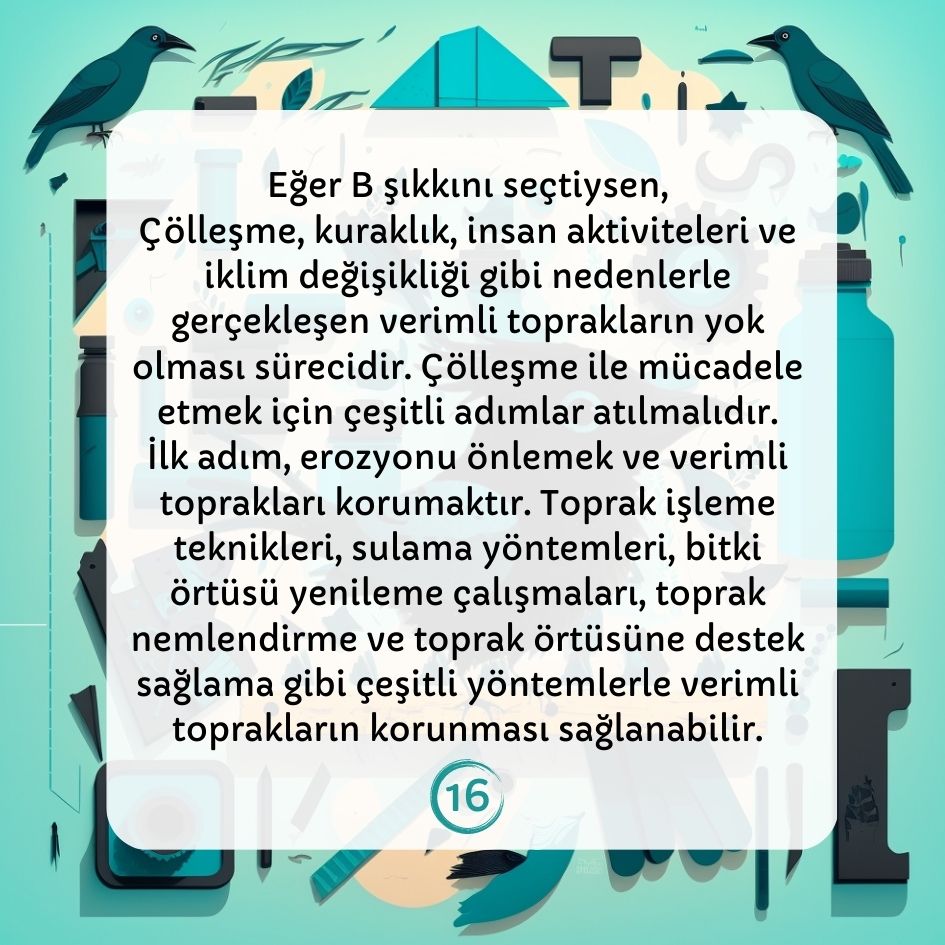 Eğer B şıkkını seçtiysen,
Çölleşme, kuraklık, insan aktiviteleri ve
iklim değişikliği gibi nedenlerle
gerçekleşen verimli toprakların yok
olması sürecidir. Çölleşme ile mücadele
etmek için çeşitli adımlar atılmalıdır.
İlk adım, erozyonu önlemek ve verimli
toprakları korumaktır. Toprak işleme
teknikleri, sulama yöntemleri, bitki
örtüsü yenileme çalışmaları, toprak
nemlendirme ve toprak örtüsüne destek
sağlama gibi çeşitli yöntemlerle verimli
toprakların korunması sağlanabilir.
16